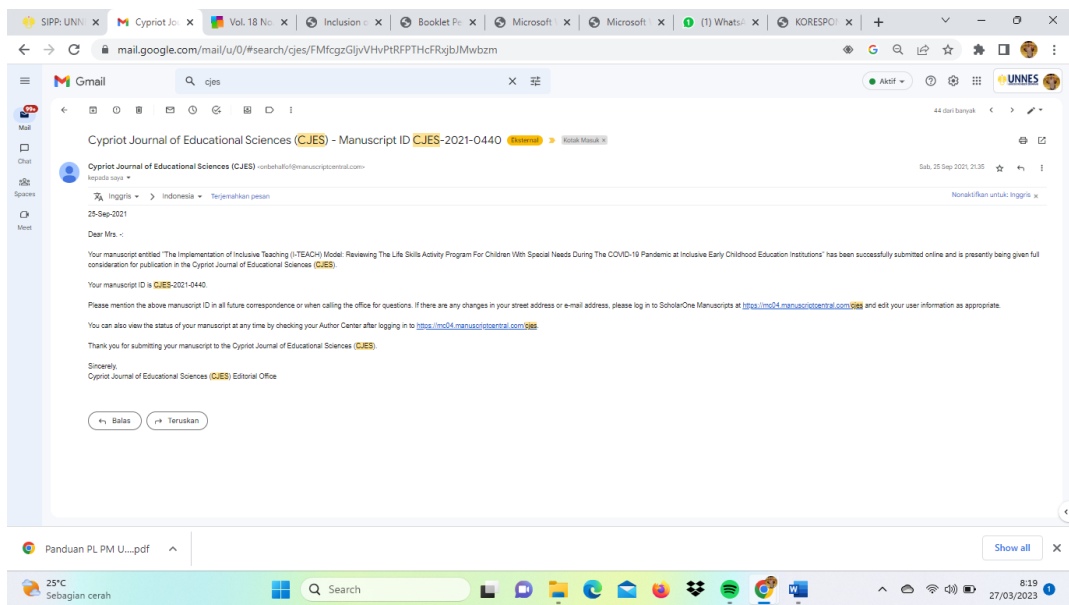 SIPP: UNN
Cypriot Jo
Vol. 18 No
Inclusion
Booklet Pe
Microsoft
Microsoft
(1) WhatsA
KORESPO
mail.google.com/mail/u/0/#search/cjes/FMfcgzGljvVHvPtRFPTHcFRxjbJMwbzm
Gmail
cjes
Aktif
UNNES
99+
Mail
Chat
Spaces
Meet
44 dari banyak
Cypriot Journal of Educational Sciences (CJES) - Manuscript ID CJES-2021-0440 Eksternal Kotak Masuk ×
Cypriot Journal of Educational Sciences (CJES) <onbehalfof@manuscriptcentral.com>
Sab, 25 Sep 2021, 21.35
kepada saya
Inggris > Indonesia Terjemahkan pesan
Nonaktifkan untuk: Inggris x
25-Sep-2021
Dear Mrs. -:
Your manuscript entitled "The Implementation of Inclusive Teaching (I-TEACH) Model: Reviewing The Life Skills Activity Program For Children With Special Needs During The COVID-19 Pandemic at Inclusive Early Childhood Education Institutions" has been successfully submitted online and is presently being given full
consideration for publication in the Cypriot Journal of Educational Sciences (CJES).
Your manuscript ID is CJES-2021-0440.
Please mention the above manuscript ID in all future correspondence or when calling the office for questions. If there are any changes in your street address or e-mail address, please log in to ScholarOne Manuscripts at https://mc04.manuscriptcentral.com/cjes and edit your user information as appropriate.
You can also view the status of your manuscript at any time by checking your Author Center after logging in to https://mc04.manuscriptcentral.com/cjes.
Thank you for submitting your manuscript to the Cypriot Journal of Educational Sciences (CJES).
Sincerely,
Cypriot Journal of Educational Sciences (CJES) Editorial Office
Balas
Teruskan
Panduan PL PM U....pdf
Show all
25°C
Sebagian cerah
Search
8:19
27/03/2023
1